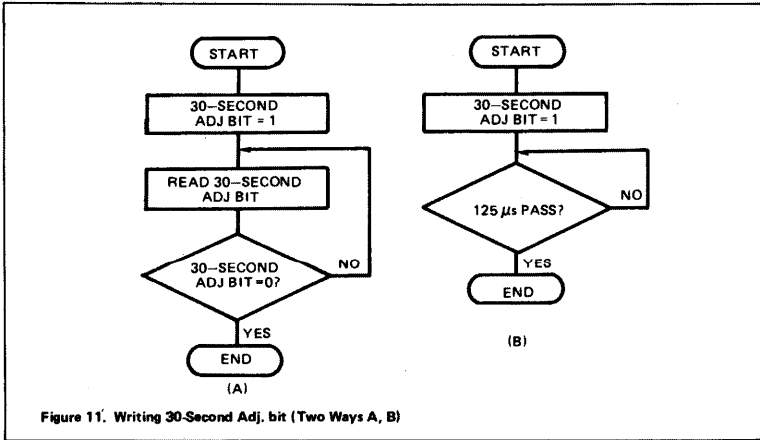 START
30–SECOND
ADJ BIT = 1
READ 30–SECOND
ADJ BIT
30–SECOND
ADJ BIT =0?
NO
YES
END
(A)
START
30–SECOND
ADJ BIT = 1
125 µs PASS?
NO
YES
END
(B)
Figure 11. Writing 30-Second Adj. bit (Two Ways A, B)